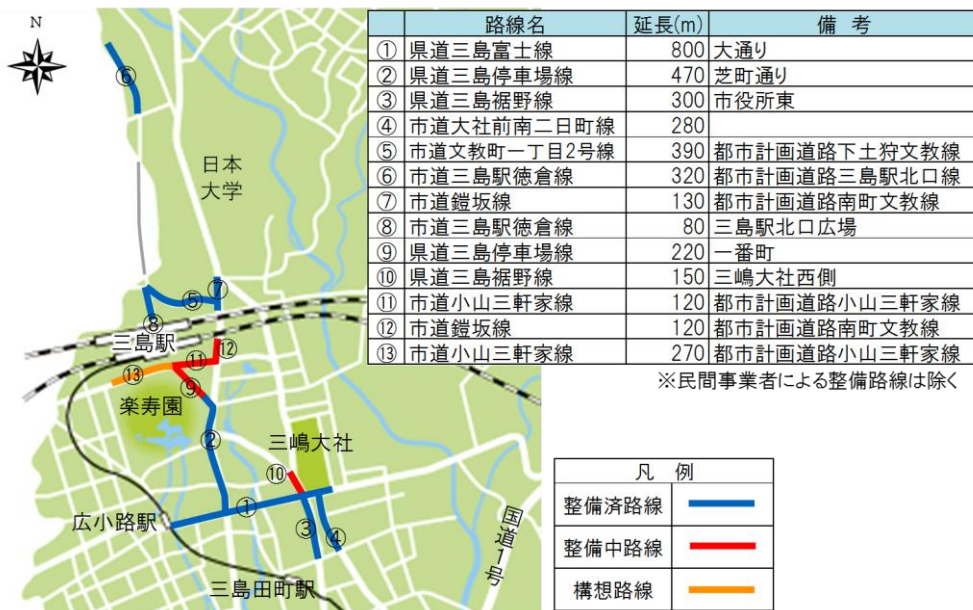 N
路線名 延長(m) 備 考
① 県道三島富士線 800 大通り
② 県道三島停車場線 470 芝町通り
③ 県道三島裾野線 300 市役所東
④ 市道大社前南二日町線 280
⑤ 市道文教町一丁目2号線 390 都市計画道路下土狩文教線
⑥ 市道三島駅徳倉線 320 都市計画道路三島駅北口線
⑦ 市道鎧坂線 130 都市計画道路南町文教線
⑧ 市道三島駅徳倉線 80 三島駅北口広場
⑨ 県道三島停車場線 220 一番町
⑩ 県道三島裾野線 150 三嶋大社西側
⑪ 市道小山三軒家線 120 都市計画道路小山三軒家線
⑫ 市道鎧坂線 120 都市計画道路南町文教線
⑬ 市道小山三軒家線 270 都市計画道路小山三軒家線
※民間事業者による整備路線は除く
⑥
日本
大学
⑦
⑤
⑧
三島駅
⑫
⑪
⑬
⑨
楽寿園
②
三嶋大社
⑩
①
広小路駅
③
④
国道1号
三島田町駅
凡 例
整備済路線
整備中路線
構想路線